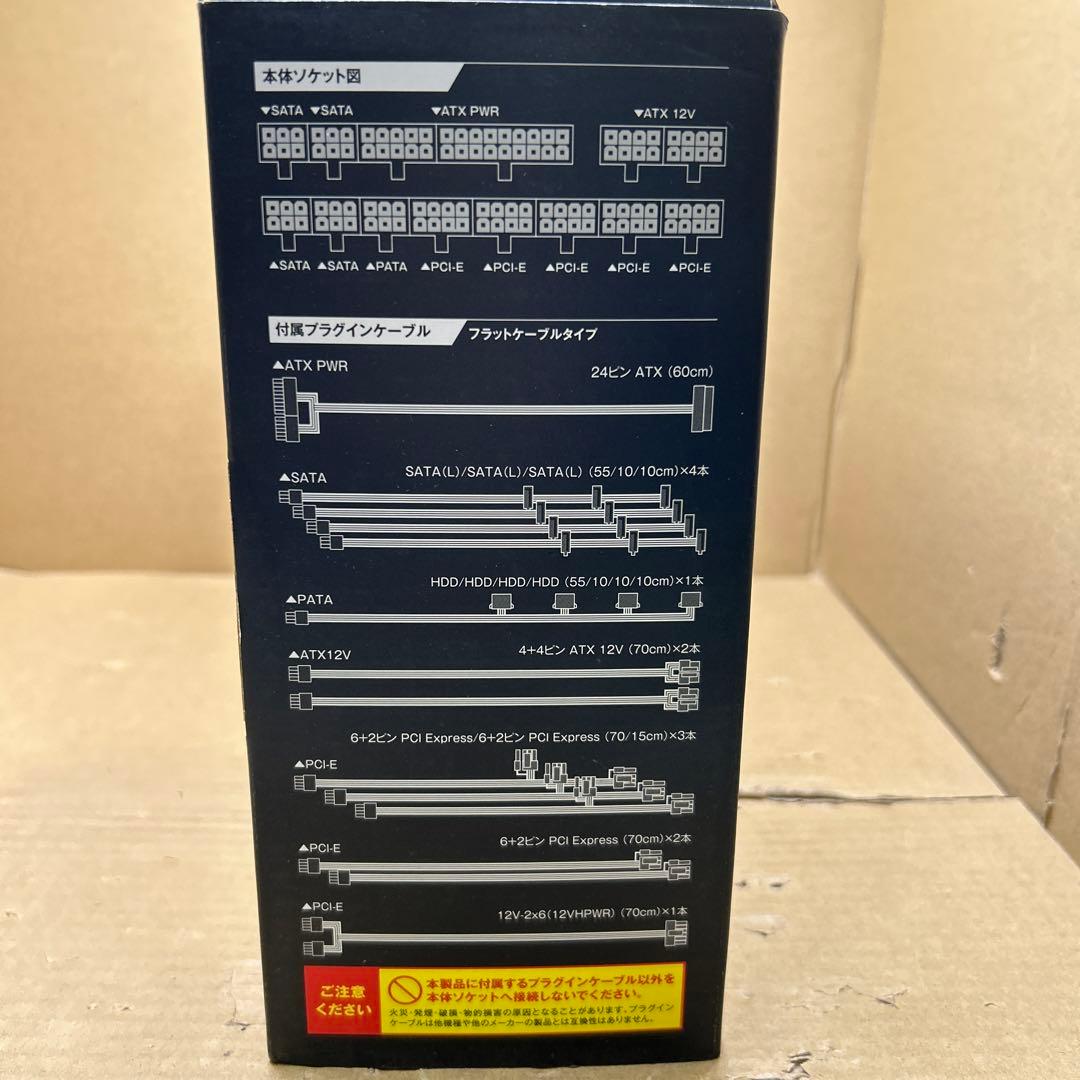 本体ソケット図
▼SATA ▼SATA ▼ATX PWR ▼ATX 12V
▲SATA ▲SATA ▲PATA ▲PCI-E ▲PCI-E ▲PCI-E ▲PCI-E ▲PCI-E
付属プラグインケーブル フラットケーブルタイプ
▲ATX PWR
24ピン ATX (60cm)
SATA(L)/SATA(L)/SATA(L) (55/10/10cm)×4本
▲SATA
HDD/HDD/HDD/HDD (55/10/10/10cm)×1本
▲PATA
4+4ピン ATX 12V (70cm)×2本
▲ATX12V
6+2ピン PCI Express/6+2ピン PCI Express (70/15cm)×3本
▲PCI-E
6+2ピン PCI Express (70cm)×2本
▲PCI-E
▲PCI-E
12V-2x6(12VHPWR) (70cm)×1本
ご注意
ください
本製品に付属するプラグインケーブル以外を
本体ソケットへ接続しないでください。
火災・発煙・破損・物的損害の原因となることがあります。プラグイン
ケーブルは他機種や他のメーカーの製品とは互換性はありません。